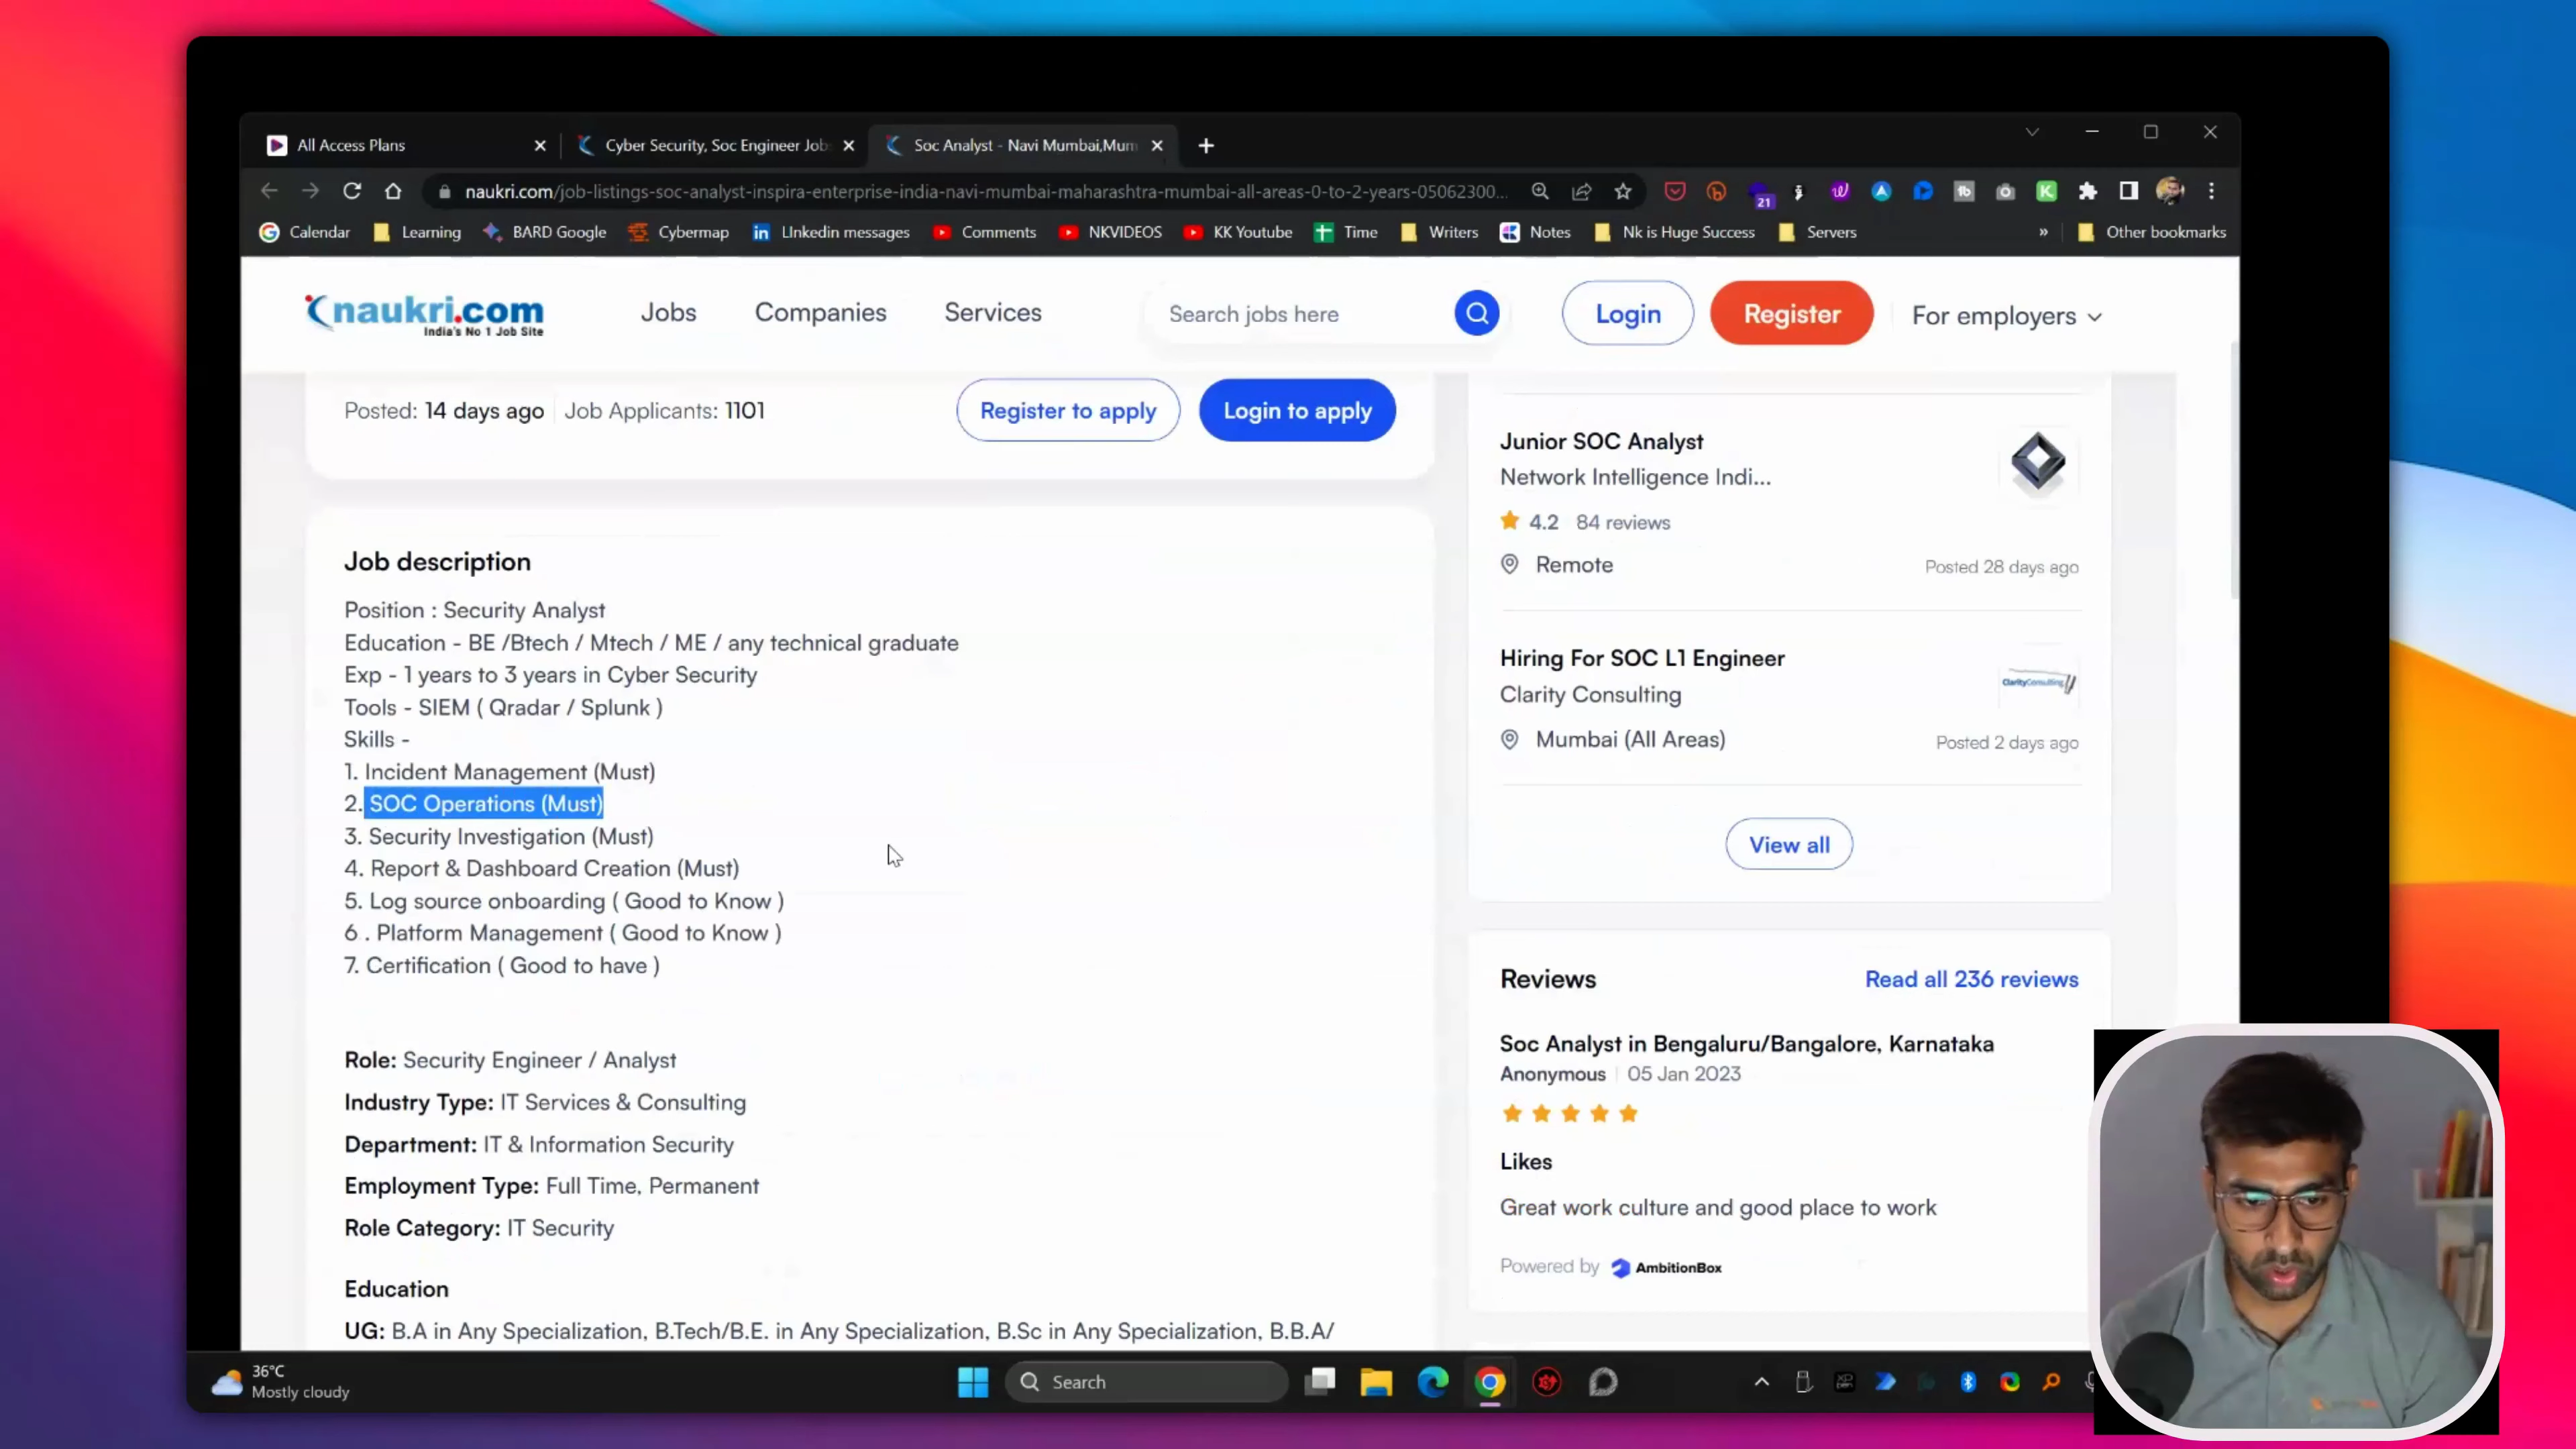 All Access Plans
Cyber Security, Soc Engineer Job
Soc Analyst - Navi Mumbai,Mum
naukri.com/job-listings-soc-analyst-inspira-enterprise-india-navi-mumbai-maharashtra-mumbai-all-areas-0-to-2-years-05062300...
21
Calendar
Learning
BARD Google
Cybermap
LInkedin messages
Comments
NKVIDEOS
KK Youtube
Time
Writers
Notes
Nk is Huge Success
Servers
»
Other bookmarks
naukri.com
India's No 1 Job Site
Jobs
Companies
Services
Search jobs here
Login
Register
For employers
Posted: 14 days ago
Job Applicants: 1101
Register to apply
Login to apply
Job description
Position : Security Analyst
Education - BE /Btech / Mtech / ME / any technical graduate
Exp - 1 years to 3 years in Cyber Security
Tools - SIEM ( Qradar / Splunk )
Skills -
1. Incident Management (Must)
2. SOC Operations (Must)
3. Security Investigation (Must)
4. Report & Dashboard Creation (Must)
5. Log source onboarding ( Good to Know )
6 . Platform Management ( Good to Know )
7. Certification ( Good to have )
Role: Security Engineer / Analyst
Industry Type: IT Services & Consulting
Department: IT & Information Security
Employment Type: Full Time, Permanent
Role Category: IT Security
Education
UG: B.A in Any Specialization, B.Tech/B.E. in Any Specialization, B.Sc in Any Specialization, B.B.A/
Junior SOC Analyst
Network Intelligence Indi...
4.2 84 reviews
Remote
Posted 28 days ago
Hiring For SOC L1 Engineer
Clarity Consulting
ClarityConsulting
Mumbai (All Areas)
Posted 2 days ago
View all
Reviews
Read all 236 reviews
Soc Analyst in Bengaluru/Bangalore, Karnataka
Anonymous
05 Jan 2023
Likes
Great work culture and good place to work
Powered by AmbitionBox
36°C
Mostly cloudy
Search